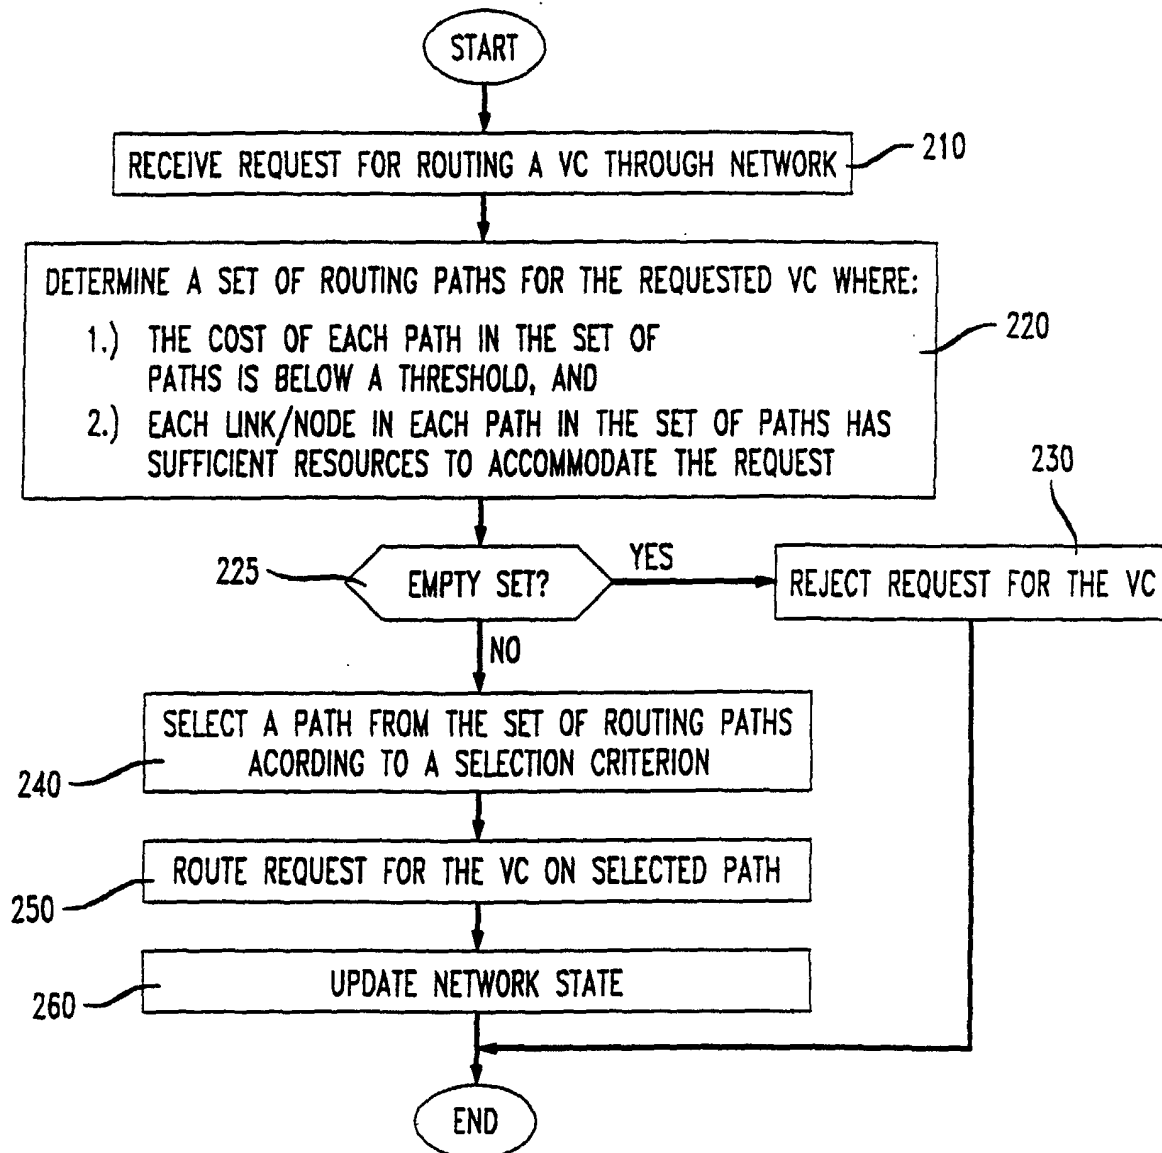 START
RECEIVE REQUEST FOR ROUTING A VC THROUGH NETWORK
210
DETERMINE A SET OF ROUTING PATHS FOR THE REQUESTED VC WHERE:
1.) THE COST OF EACH PATH IN THE SET OF
PATHS IS BELOW A THRESHOLD, AND
2.) EACH LINK/NODE IN EACH PATH IN THE SET OF PATHS HAS
SUFFICIENT RESOURCES TO ACCOMMODATE THE REQUEST
220
225
EMPTY SET?
YES
230
REJECT REQUEST FOR THE VC
NO
SELECT A PATH FROM THE SET OF ROUTING PATHS
ACORDING TO A SELECTION CRITERION
240
ROUTE REQUEST FOR THE VC ON SELECTED PATH
250
UPDATE NETWORK STATE
260
END